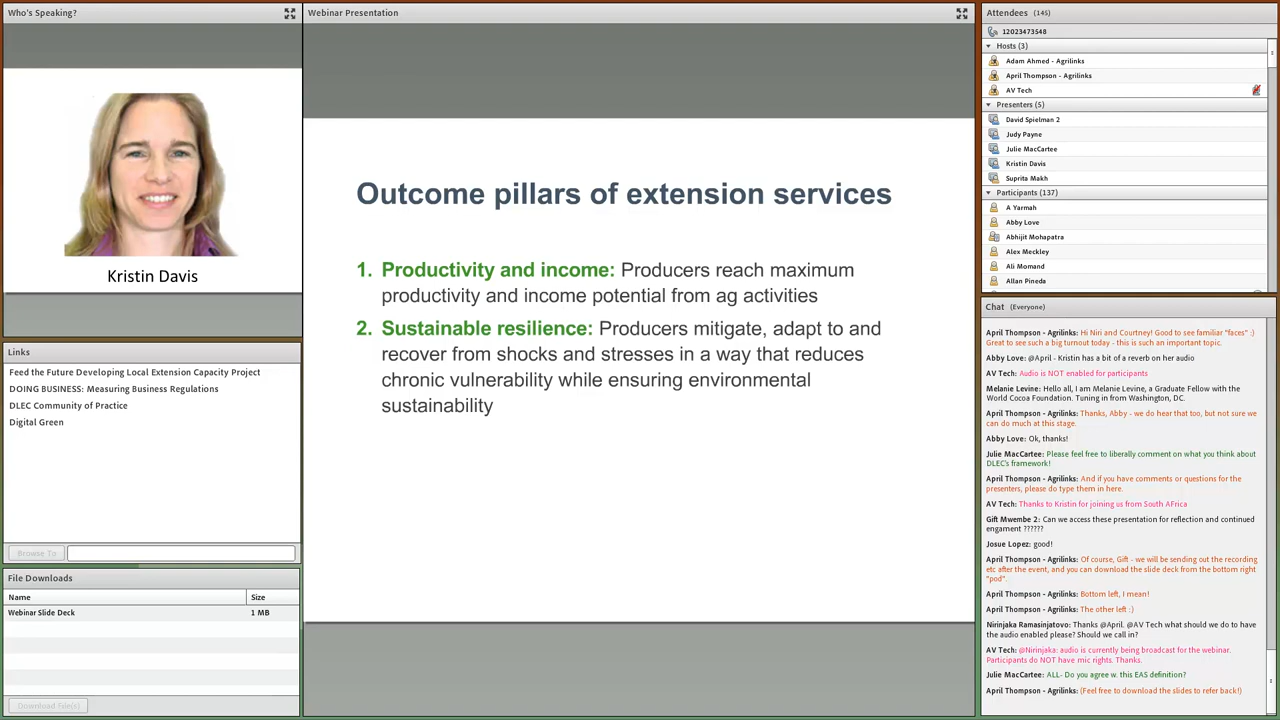 Who's Speaking?
Kristin Davis
Links
Feed the Future Developing Local Extension Capacity Project
DOING BUSINESS: Measuring Business Regulations
DLEC Community of Practice
Digital Green
Browse To
File Downloads
Name Size
Webinar Slide Deck 1 MB
Download File(s)
Webinar Presentation
Outcome pillars of extension services
1. Productivity and income: Producers reach maximum
productivity and income potential from ag activities
2. Sustainable resilience: Producers mitigate, adapt to and
recover from shocks and stresses in a way that reduces
chronic vulnerability while ensuring environmental
sustainability
Attendees (145)
12023473548
Hosts (3)
Adam Ahmed - Agrilinks
April Thompson - Agrilinks
AV Tech
Presenters (5)
David Spielman 2
Judy Payne
Julie MacCartee
Kristin Davis
Suprita Makh
Participants (137)
A Yarmah
Abby Love
Abhijit Mohapatra
Alex Meckley
Ali Momand
Allan Pineda
Chat (Everyone)
April Thompson - Agrilinks: Hi Niri and Courtney! Good to see familiar "faces" :)
Great to see such a big turnout today - this is such an important topic.
Abby Love: @April - Kristin has a bit of a reverb on her audio
AV Tech: Audio is NOT enabled for participants
Melanie Levine: Hello all, I am Melanie Levine, a Graduate Fellow with the
World Cocoa Foundation. Tuning in from Washington, DC.
April Thompson - Agrilinks: Thanks, Abby - we do hear that too, but not sure we
can do much at this stage.
Abby Love: Ok, thanks!
Julie MacCartee: Please feel free to liberally comment on what you think about
DLEC's framework!
April Thompson - Agrilinks: And if you have comments or questions for the
presenters, please do type them in here.
AV Tech: Thanks to Kristin for joining us from South AFrica
Gift Mwembe 2: Can we access these presentation for reflection and continued
engament ??????
Josue Lopez: good!
April Thompson - Agrilinks: Of course, Gift - we will be sending out the recording
etc after the event, and you can download the slide deck from the bottom right
"pod".
April Thompson - Agrilinks: Bottom left, I mean!
April Thompson - Agrilinks: The other left :)
Nirinjaka Ramasinjatovo: Thanks @April. @AV Tech what should we do to have
the audio enabled please? Should we call in?
AV Tech: @Nirinjaka: audio is currently being broadcast for the webinar.
Participants do NOT have mic rights. Thanks.
Julie MacCartee: ALL- Do you agree w. this EAS definition?
April Thompson - Agrilinks: (Feel free to download the slides to refer back!)